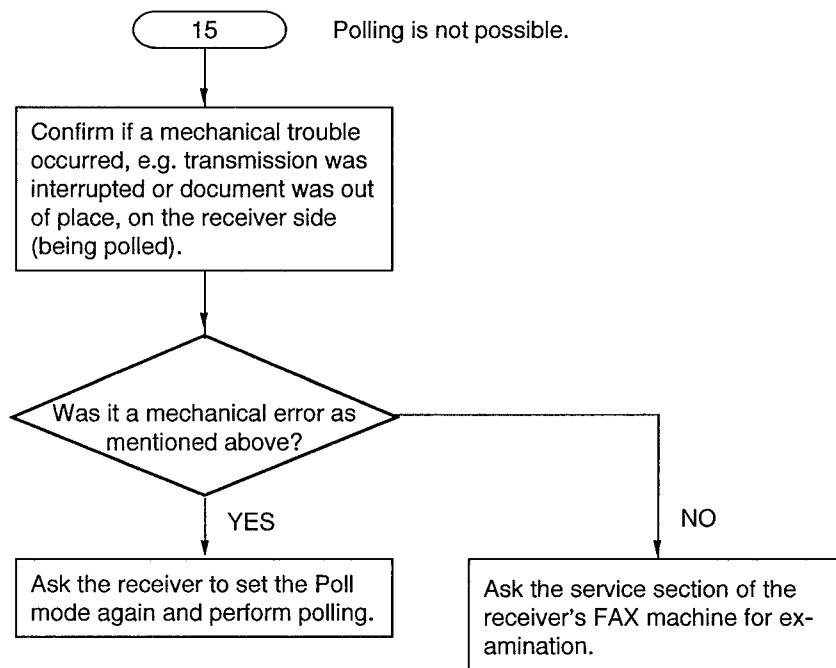 15
Polling is not possible.
Confirm if a mechanical trouble
occurred, e.g. transmission was
interrupted or document was out
of place, on the receiver side
(being polled).
Was it a mechanical error as
mentioned above?
YES
NO
Ask the receiver to set the Poll
mode again and perform polling.
Ask the service section of the
receiver's FAX machine for ex-
amination.